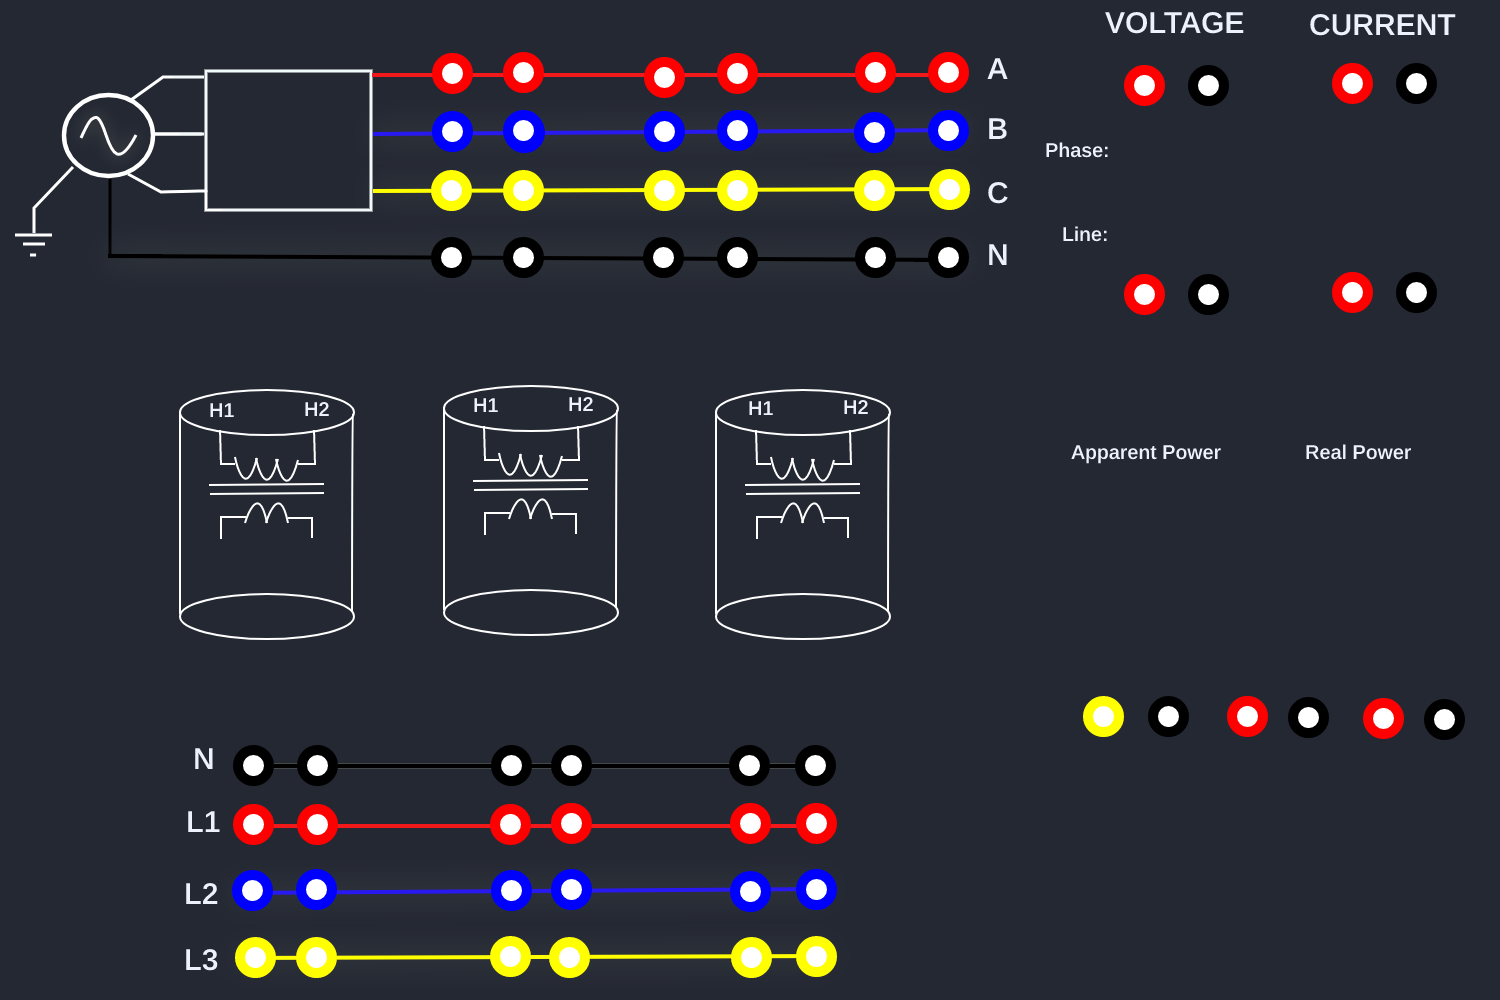 VOLTAGE CURRENT
A
B
Phase:
C
Line:
N
H1 H2 H1 H2 H1 H2
Apparent Power Real Power
N
L1
L2
L3